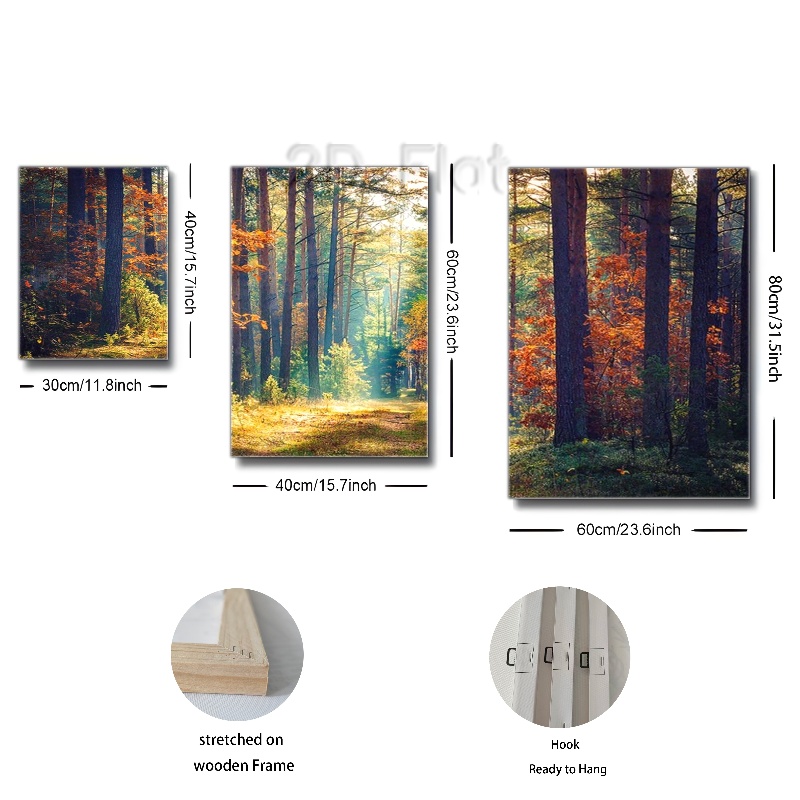 2D Flat
40cm/15.7inch
30cm/11.8inch
60cm/23.6inch
40cm/15.7inch
80cm/31.5inch
60cm/23.6inch
stretched on
wooden Frame
Hook
Ready to Hang